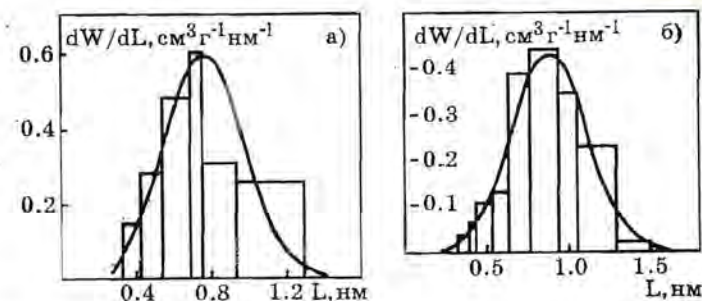 dW/dL, см³г⁻¹нм⁻¹ а)
0.6
0.4
0.2
0.4 0.8 1.2 L, нм
dW/dL, см³г⁻¹нм⁻¹ б)
-0.4
-0.3
-0.2
-0.1
0.5 1.0 1.5
L, нм